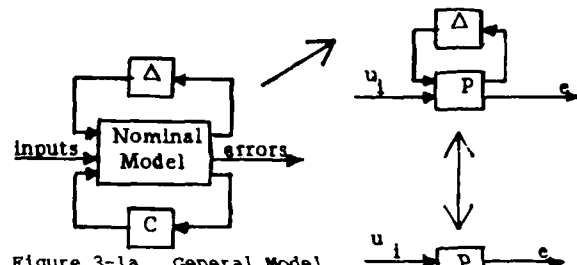 Δ
Nominal
Model
inputs
errors
C
Figure 3-1a General Model
Δ
u i
P
e
u i
P
e